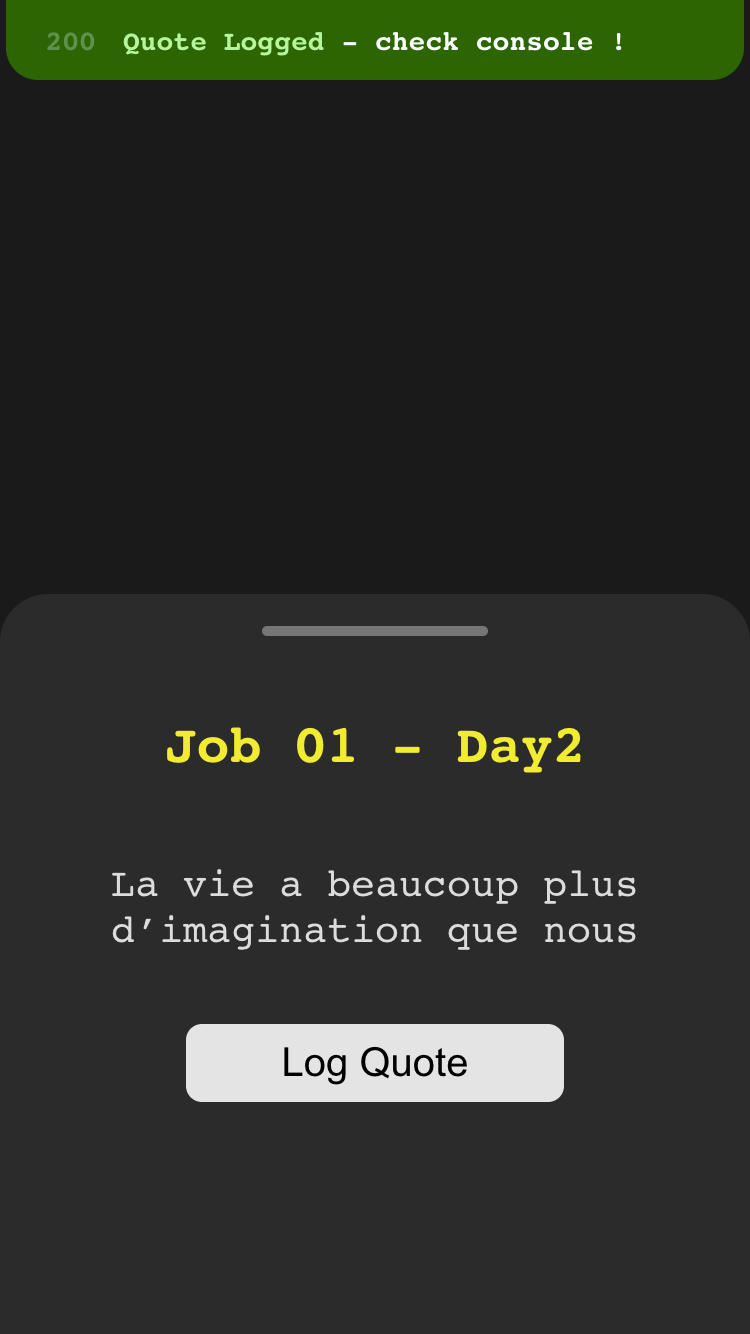 200 Quote Logged – check console !
Job 01 – Day2
La vie a beaucoup plus
d’imagination que nous
Log Quote